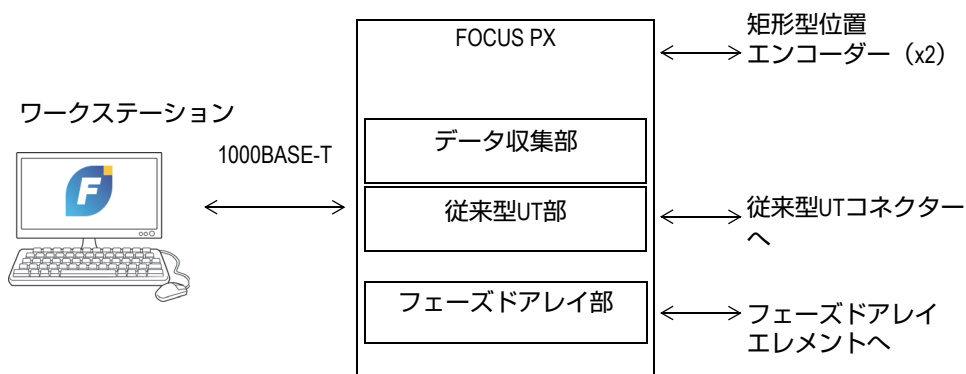 FOCUS PX
矩形型位置
エンコーダー（x2）
ワークステーション
1000BASE-T
データ収集部
従来型UT部
従来型UTコネクター
へ
フェーズドアレイ部
フェーズドアレイ
エレメントへ
F